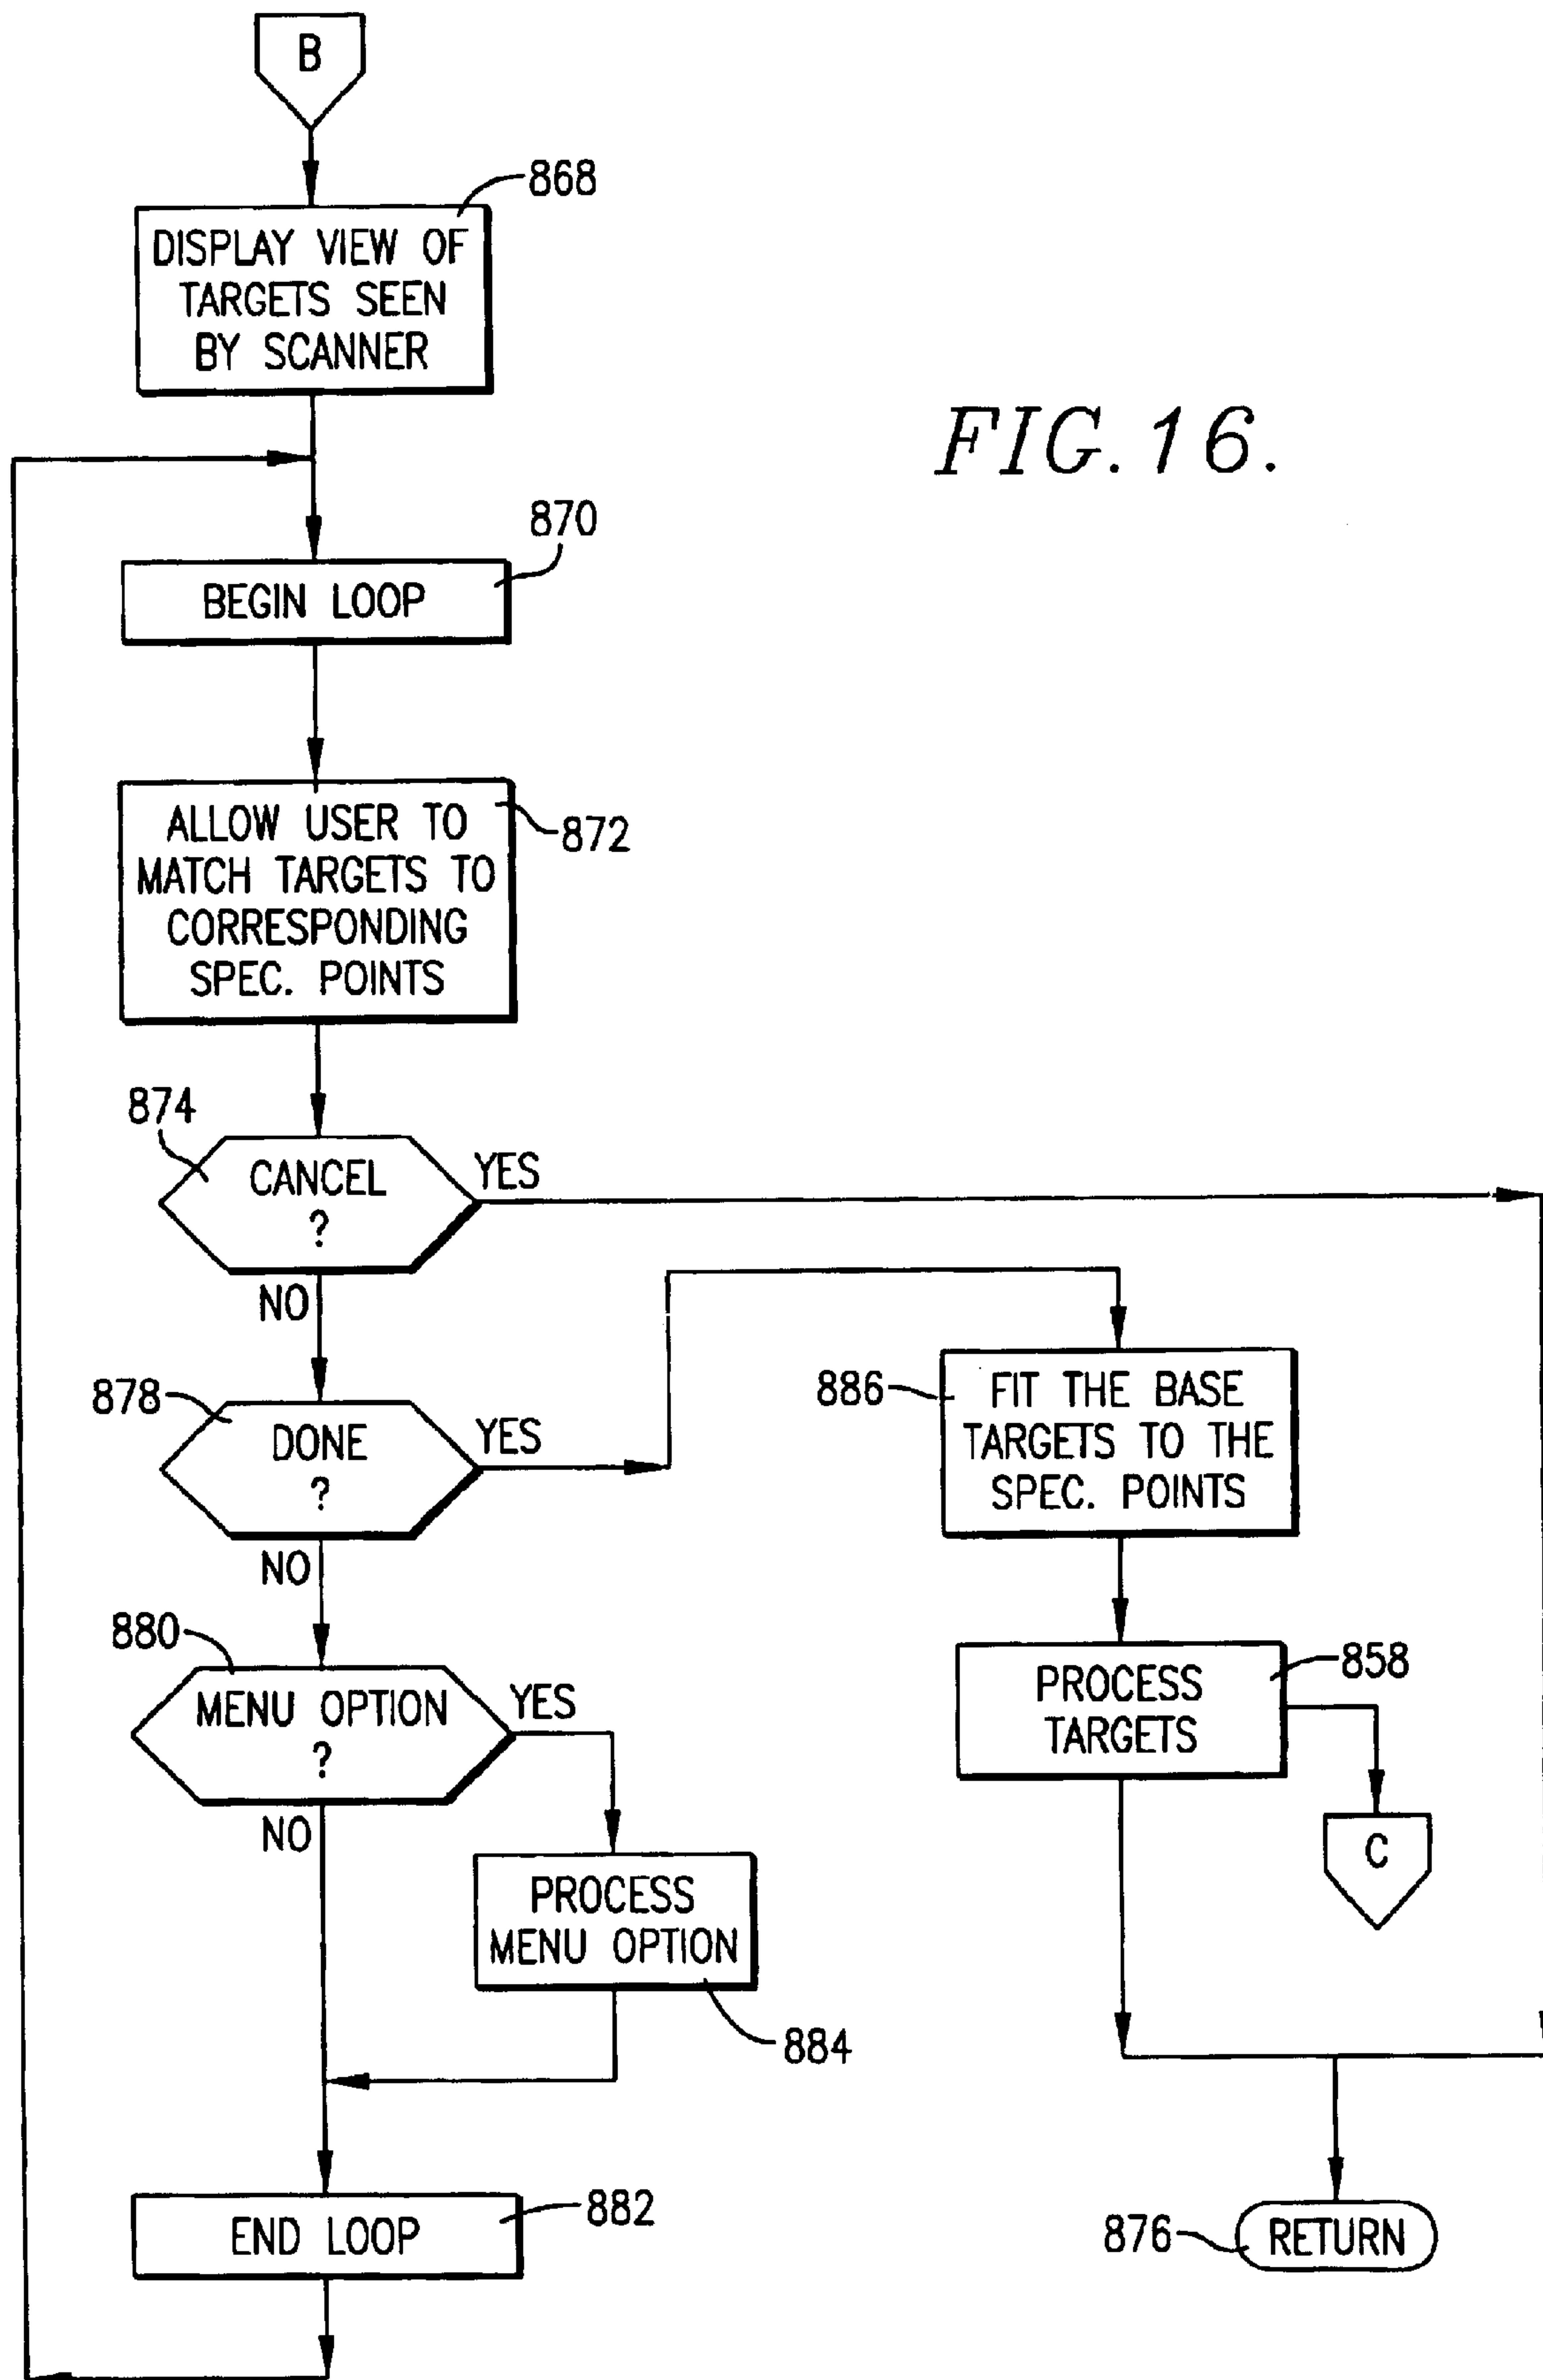 B
868
DISPLAY VIEW OF
TARGETS SEEN
BY SCANNER
FIG. 16.
870
BEGIN LOOP
ALLOW USER TO
MATCH TARGETS TO
CORRESPONDING
SPEC. POINTS
872
874
CANCEL
?
YES
NO
878
DONE
?
YES
NO
886
FIT THE BASE
TARGETS TO THE
SPEC. POINTS
880
MENU OPTION
?
YES
NO
858
PROCESS
TARGETS
C
PROCESS
MENU OPTION
884
END LOOP
882
876
RETURN